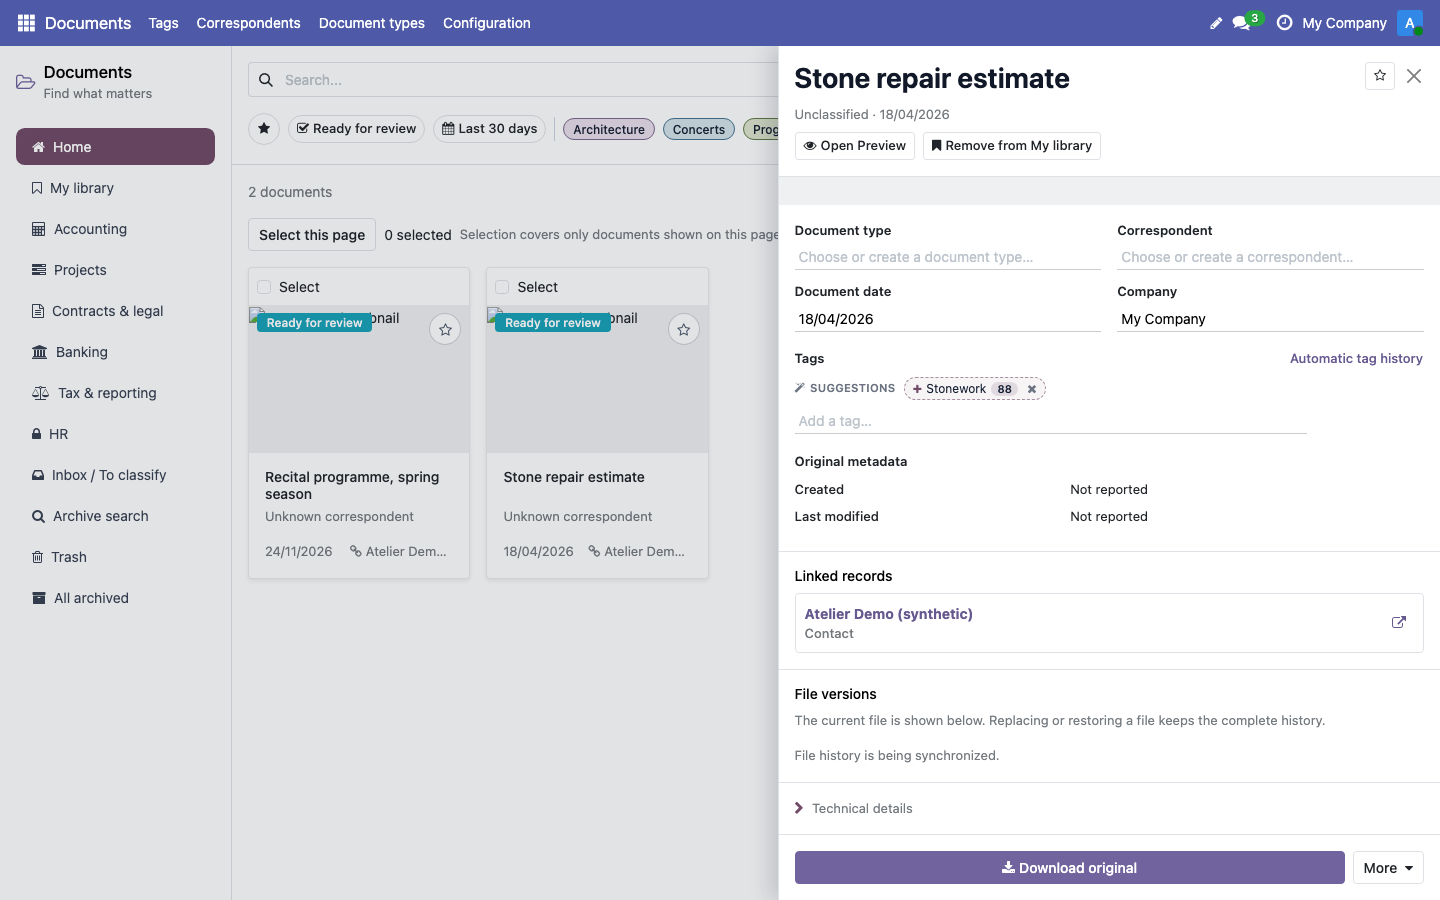 Documents Tags Correspondents Document types Configuration
3 My Company A
Documents
Find what matters
Home
My library
Accounting
Projects
Contracts & legal
Banking
Tax & reporting
HR
Inbox / To classify
Archive search
Trash
All archived
Search...
Ready for review Last 30 days Architecture Concerts Prog
2 documents
Select this page 0 selected Selection covers only documents shown on this page
Select
Ready for review
Recital programme, spring
season
Unknown correspondent
24/11/2026 Atelier Dem...
Select
Ready for review
Stone repair estimate
Unknown correspondent
18/04/2026 Atelier Dem...
Stone repair estimate
Unclassified · 18/04/2026
Open Preview Remove from My library
Document type
Choose or create a document type...
Correspondent
Choose or create a correspondent...
Document date
18/04/2026
Company
My Company
Tags Automatic tag history
SUGGESTIONS + Stonework 88
Add a tag...
Original metadata
Created Not reported
Last modified Not reported
Linked records
Atelier Demo (synthetic)
Contact
File versions
The current file is shown below. Replacing or restoring a file keeps the complete history.
File history is being synchronized.
Technical details
Download original More